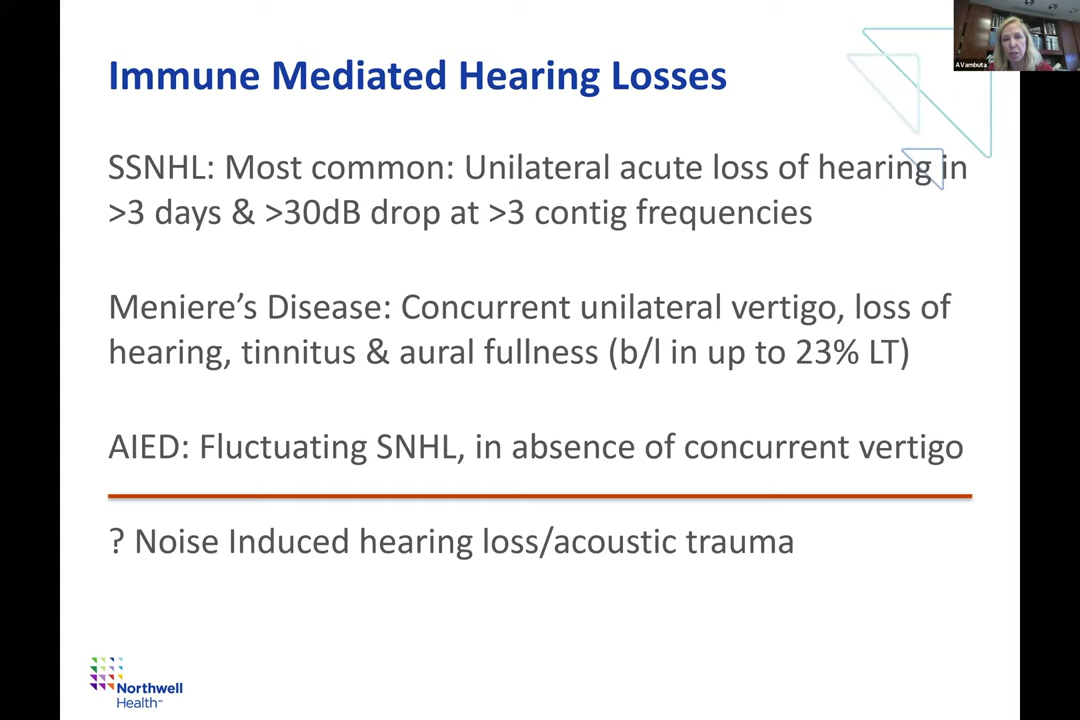 A Vambuta
Immune Mediated Hearing Losses
SSNHL: Most common: Unilateral acute loss of hearing in
>3 days & >30dB drop at >3 contig frequencies
Meniere’s Disease: Concurrent unilateral vertigo, loss of
hearing, tinnitus & aural fullness (b/l in up to 23% LT)
AIED: Fluctuating SNHL, in absence of concurrent vertigo
? Noise Induced hearing loss/acoustic trauma
Northwell
Health℠